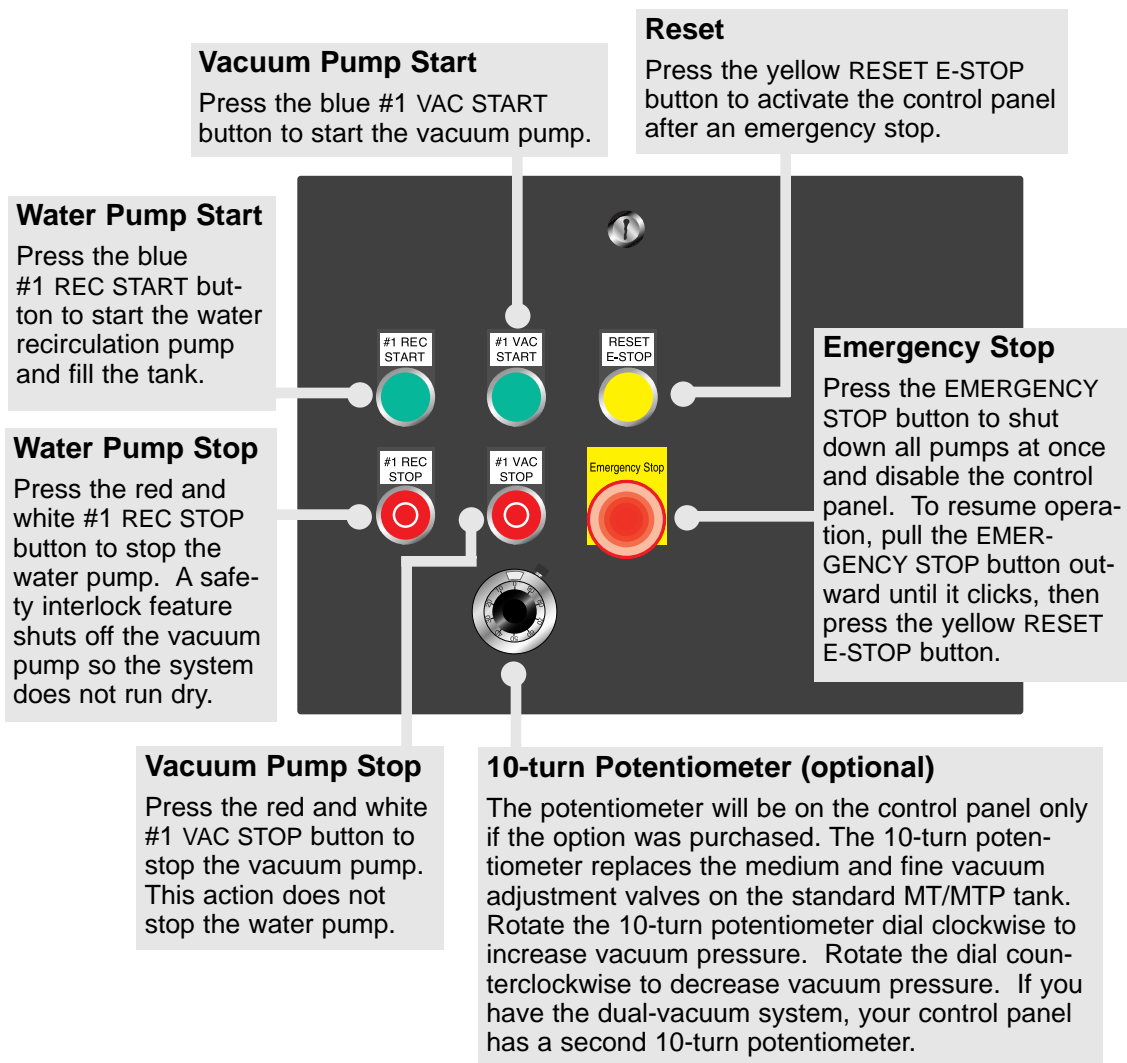 Vacuum Pump Start
Press the blue #1 VAC START
button to start the vacuum pump.
Reset
Press the yellow RESET E-STOP
button to activate the control panel
after an emergency stop.
Water Pump Start
Press the blue
#1 REC START but-
ton to start the water
recirculation pump
and fill the tank.
Water Pump Stop
Press the red and
white #1 REC STOP
button to stop the
water pump.  A safe-
ty interlock feature
shuts off the vacuum
pump so the system
does not run dry.
#1 REC
START
#1 VAC
START
RESET
E-STOP
#1 REC
STOP
#1 VAC
STOP
Emergency Stop
Emergency Stop
Press the EMERGENCY
STOP button to shut
down all pumps at once
and disable the control
panel.  To resume opera-
tion, pull the EMER-
GENCY STOP button out-
ward until it clicks, then
press the yellow RESET
E-STOP button.
Vacuum Pump Stop
Press the red and white
#1 VAC STOP button to
stop the vacuum pump.
This action does not
stop the water pump.
10-turn Potentiometer (optional)
The potentiometer will be on the control panel only
if the option was purchased. The 10-turn poten-
tiometer replaces the medium and fine vacuum
adjustment valves on the standard MT/MTP tank.
Rotate the 10-turn potentiometer dial clockwise to
increase vacuum pressure.  Rotate the dial coun-
terclockwise to decrease vacuum pressure.  If you
have the dual-vacuum system, your control panel
has a second 10-turn potentiometer.